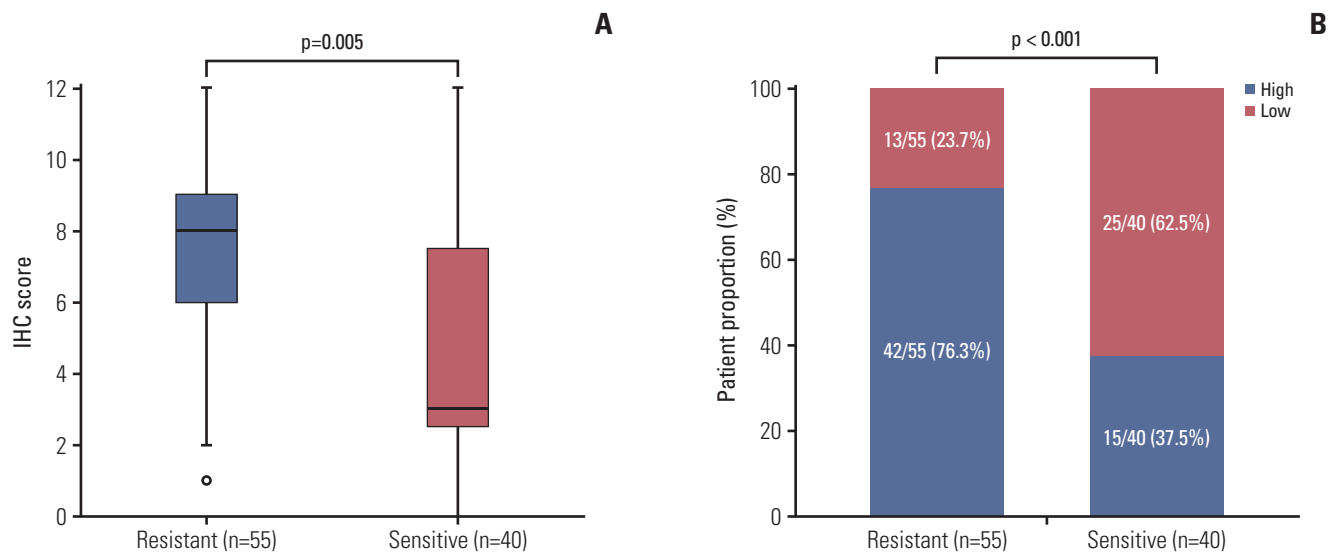 A
p=0.005
IHC score
12
10
8
6
4
2
0
Resistant (n=55)
Sensitive (n=40)
B
p < 0.001
High
Low
Patient proportion (%)
100
80
60
40
20
0
13/55 (23.7%)
42/55 (76.3%)
25/40 (62.5%)
15/40 (37.5%)
Resistant (n=55)
Sensitive (n=40)